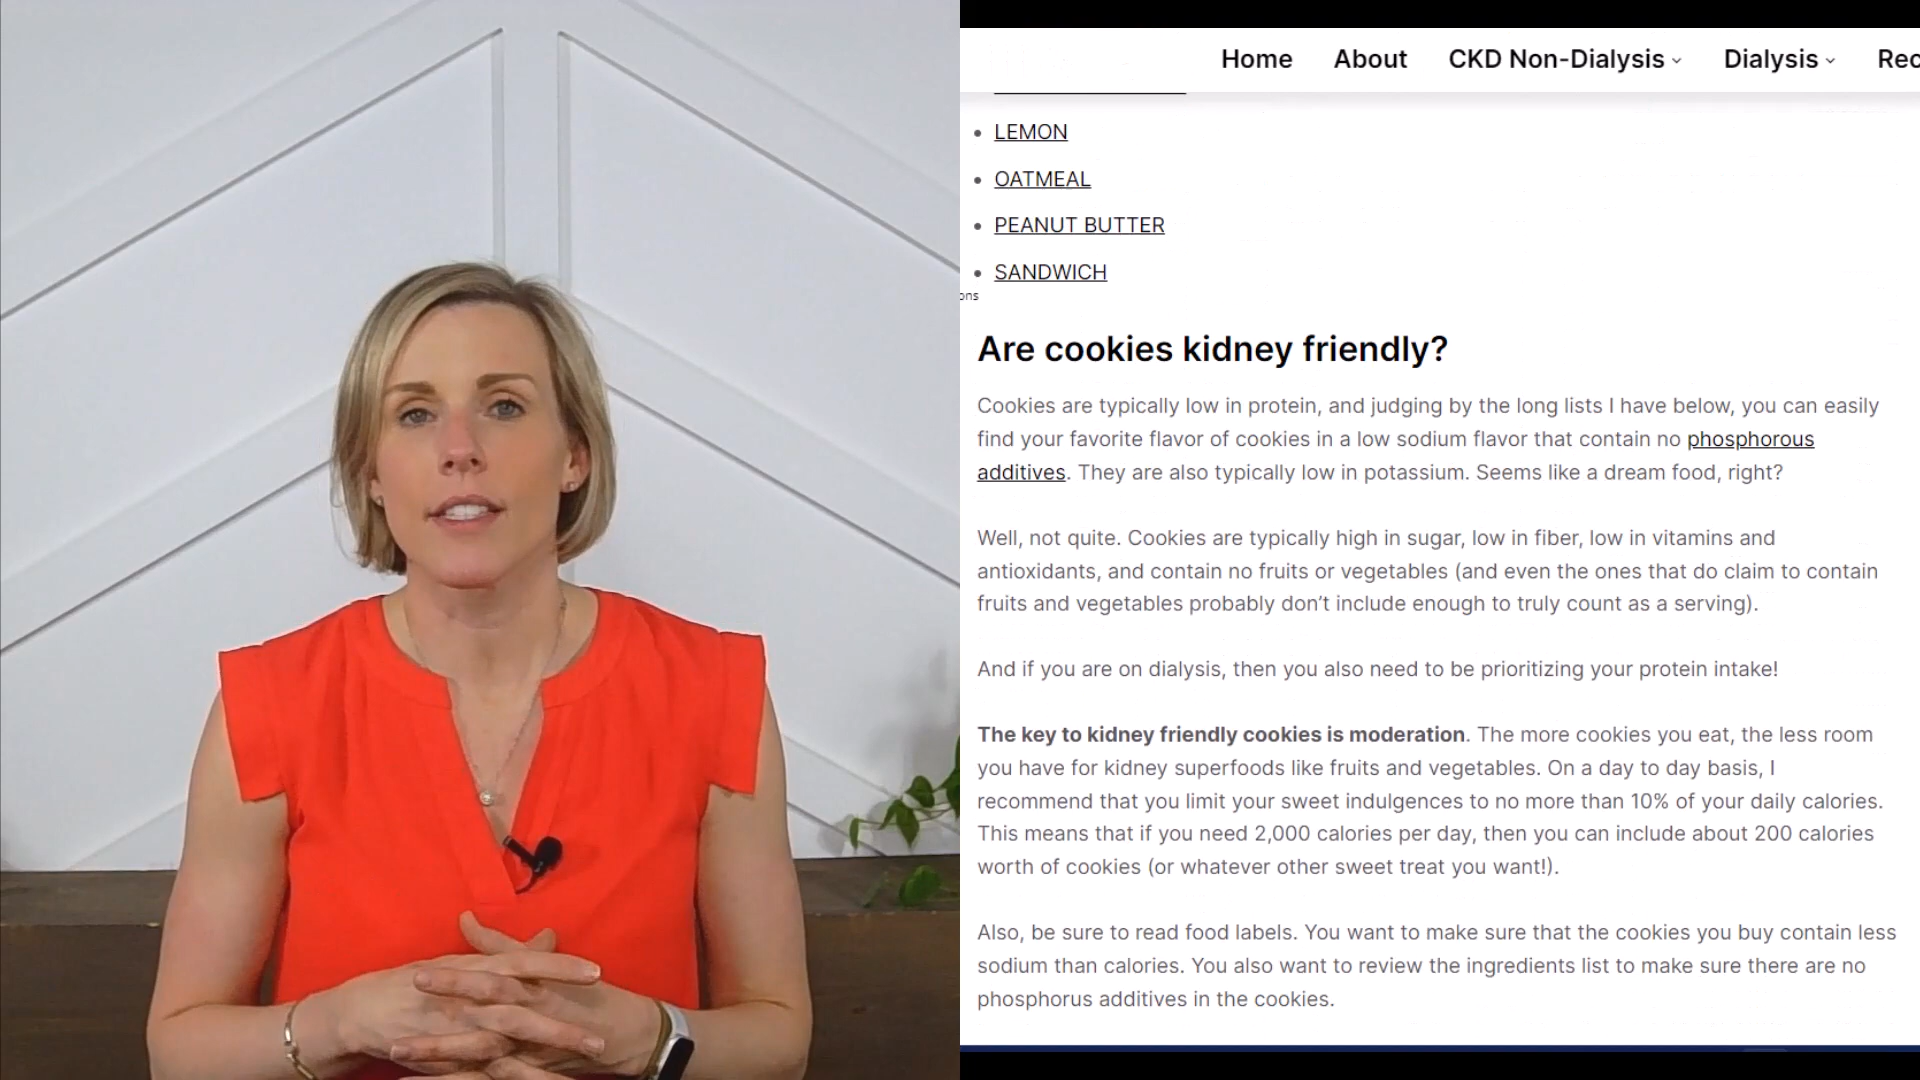 Home About CKD Non-Dialysis Dialysis
LEMON
OATMEAL
PEANUT BUTTER
SANDWICH
ons
Are cookies kidney friendly?
Cookies are typically low in protein, and judging by the long lists I have below, you can easily
find your favorite flavor of cookies in a low sodium flavor that contain no phosphorous
additives. They are also typically low in potassium. Seems like a dream food, right?
Well, not quite. Cookies are typically high in sugar, low in fiber, low in vitamins and
antioxidants, and contain no fruits or vegetables (and even the ones that do claim to contain
fruits and vegetables probably don’t include enough to truly count as a serving).
And if you are on dialysis, then you also need to be prioritizing your protein intake!
The key to kidney friendly cookies is moderation. The more cookies you eat, the less room
you have for kidney superfoods like fruits and vegetables. On a day to day basis, I
recommend that you limit your sweet indulgences to no more than 10% of your daily calories.
This means that if you need 2,000 calories per day, then you can include about 200 calories
worth of cookies (or whatever other sweet treat you want!).
Also, be sure to read food labels. You want to make sure that the cookies you buy contain less
sodium than calories. You also want to review the ingredients list to make sure there are no
phosphorus additives in the cookies.